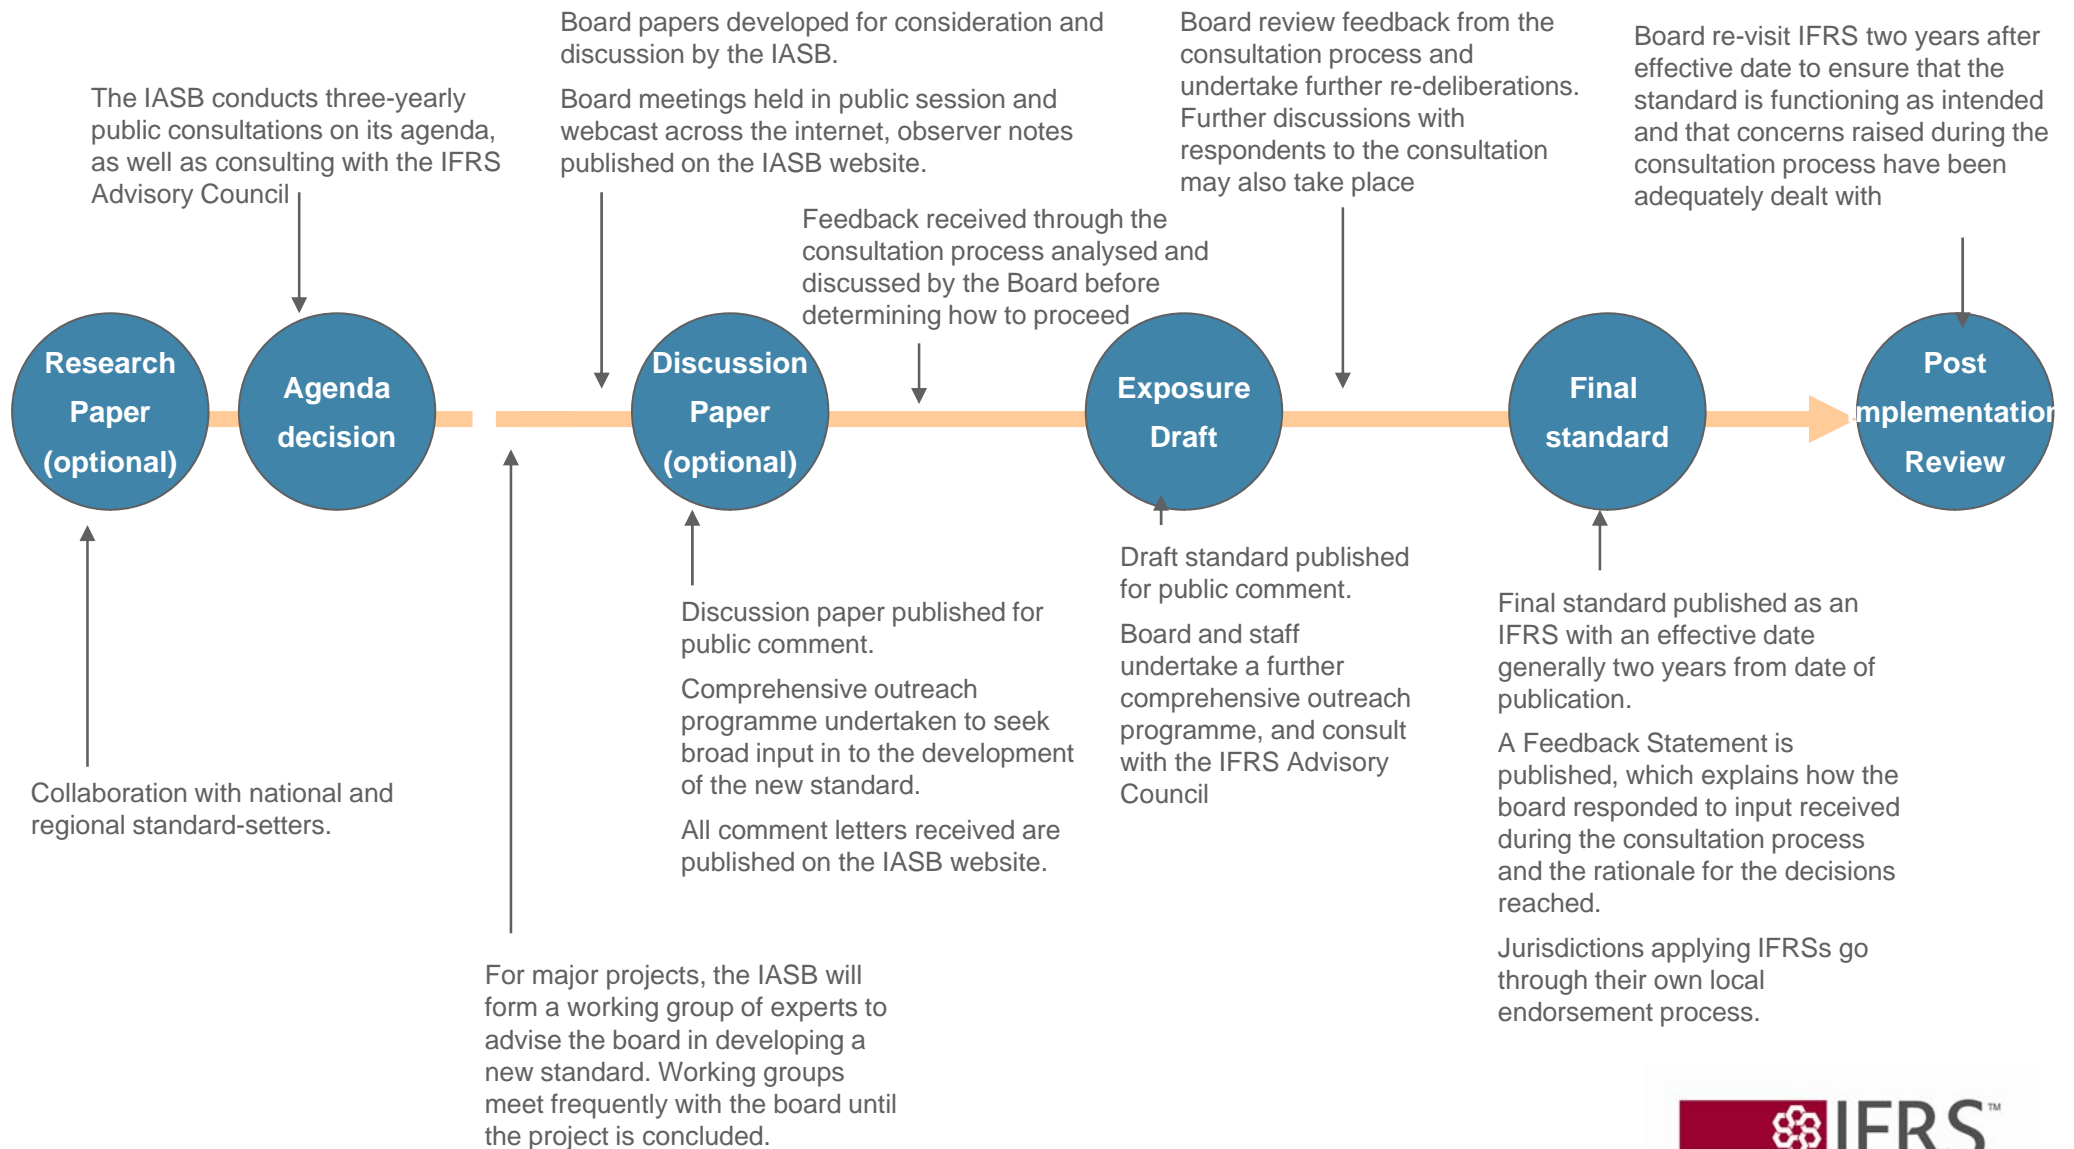 Board papers developed for consideration and
discussion by the IASB.
Board meetings held in public session and
webcast across the internet, observer notes
published on the IASB website.
Board review feedback from the
consultation process and
undertake further re-deliberations.
Further discussions with
respondents to the consultation
may also take place
Board re-visit IFRS two years after
effective date to ensure that the
standard is functioning as intended
and that concerns raised during the
consultation process have been
adequately dealt with
The IASB conducts three-yearly
public consultations on its agenda,
as well as consulting with the IFRS
Advisory Council
Feedback received through the
consultation process analysed and
discussed by the Board before
determining how to proceed
Research
Paper
(optional)
Agenda
decision
Discussion
Paper
(optional)
Exposure
Draft
Final
standard
Post
mplementation
Review
Collaboration with national and
regional standard-setters.
For major projects, the IASB will
form a working group of experts to
advise the board in developing a
new standard. Working groups
meet frequently with the board until
the project is concluded.
Discussion paper published for
public comment.
Comprehensive outreach
programme undertaken to seek
broad input in to the development
of the new standard.
All comment letters received are
published on the IASB website.
Draft standard published
for public comment.
Board and staff
undertake a further
comprehensive outreach
programme, and consult
with the IFRS Advisory
Council
Final standard published as an
IFRS with an effective date
generally two years from date of
publication.
A Feedback Statement is
published, which explains how the
board responded to input received
during the consultation process
and the rationale for the decisions
reached.
Jurisdictions applying IFRSs go
through their own local
endorsement process.
IFRS™